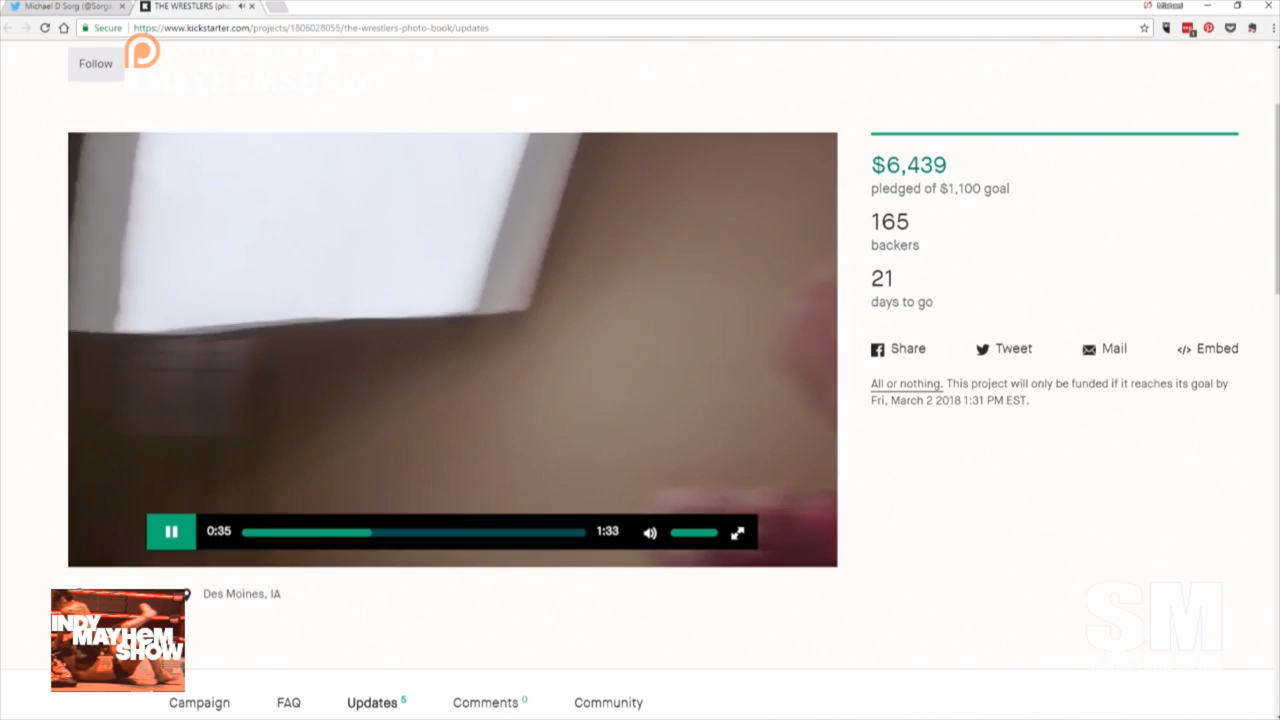 Michael D Sorg (@Sorga
THE WRESTLERS (pho
Michael
Secure
https://www.kickstarter.com/projects/1806028055/the-wrestlers-photo-book/updates
Follow
MAYHEMSHOW
$6,439
pledged of $1,100 goal
165
backers
21
days to go
Share
Tweet
Mail
</> Embed
All or nothing. This project will only be funded if it reaches its goal by
Fri, March 2 2018 1:31 PM EST.
0:35
1:33
Des Moines, IA
INDY
MAYHEM
SHOW
SM
Campaign
FAQ
Updates 5
Comments 0
Community